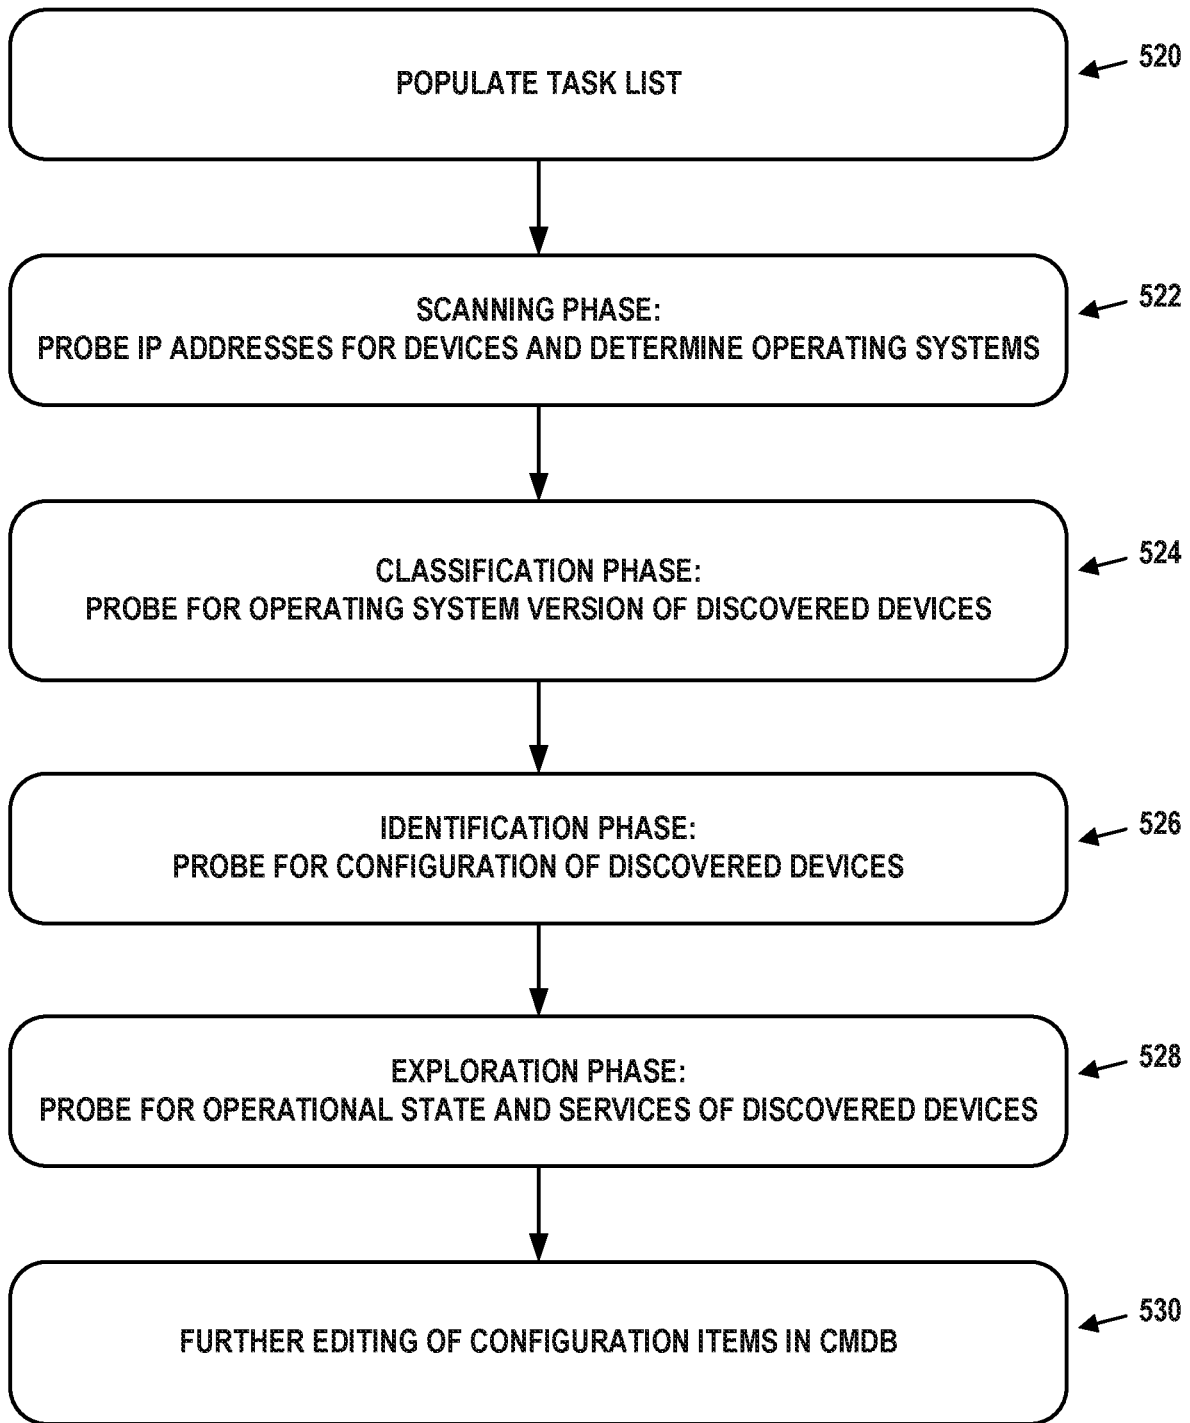 POPULATE TASK LIST
520
SCANNING PHASE:
PROBE IP ADDRESSES FOR DEVICES AND DETERMINE OPERATING SYSTEMS
522
CLASSIFICATION PHASE:
PROBE FOR OPERATING SYSTEM VERSION OF DISCOVERED DEVICES
524
IDENTIFICATION PHASE:
PROBE FOR CONFIGURATION OF DISCOVERED DEVICES
526
EXPLORATION PHASE:
PROBE FOR OPERATIONAL STATE AND SERVICES OF DISCOVERED DEVICES
528
FURTHER EDITING OF CONFIGURATION ITEMS IN CMDB
530